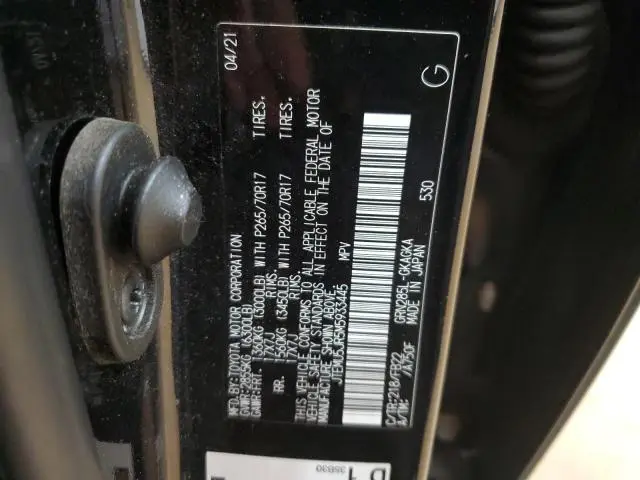 MFD.BY:TOYOTA MOTOR CORPORATION 04/21
GVWR:2855KG (6300LB)
GAWR:FRT. 1360KG (3000LB) WITH P265/70R17 TIRES.
17X7J RIMS.
RR. 1560KG (3450LB) WITH P265/70R17 TIRES.
17X7J RIMS.
THIS VEHICLE CONFORMS TO ALL APPLICABLE FEDERAL MOTOR
VEHICLE SAFETY STANDARDS IN EFFECT ON THE DATE OF
MANUFACTURE SHOWN ABOVE.
JTEMU5JR5M5933445 MPV
C/TR:218/FB22 GRN285L-GKAGKA
A/TM: /A750F MADE IN JAPAN
530
G
35B30